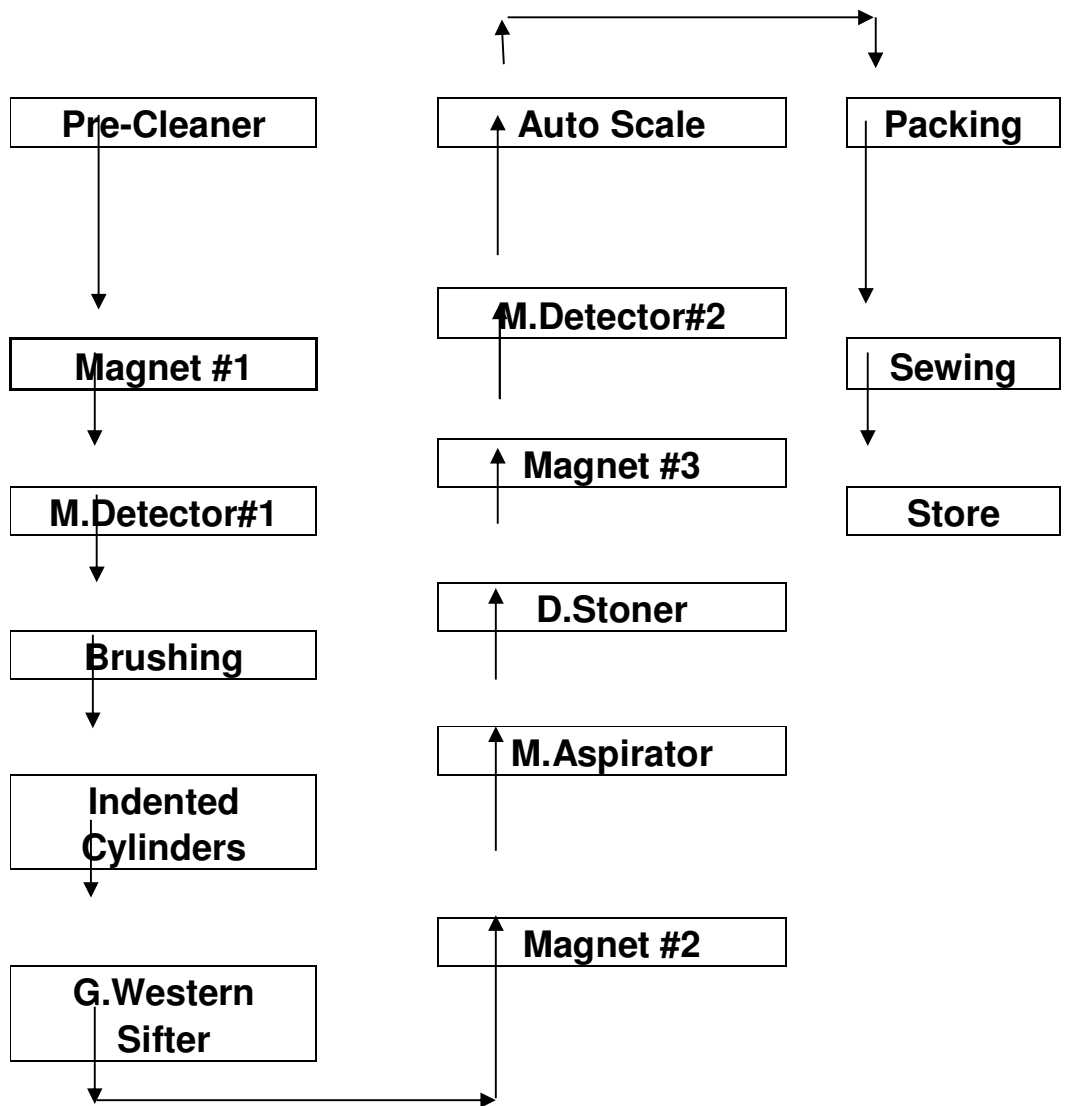 Pre-Cleaner
Magnet #1
M.Detector#1
Brushing
Indented
Cylinders
G.Western
Sifter
Magnet #2
M.Aspirator
D.Stoner
Magnet #3
M.Detector#2
Auto Scale
Packing
Sewing
Store